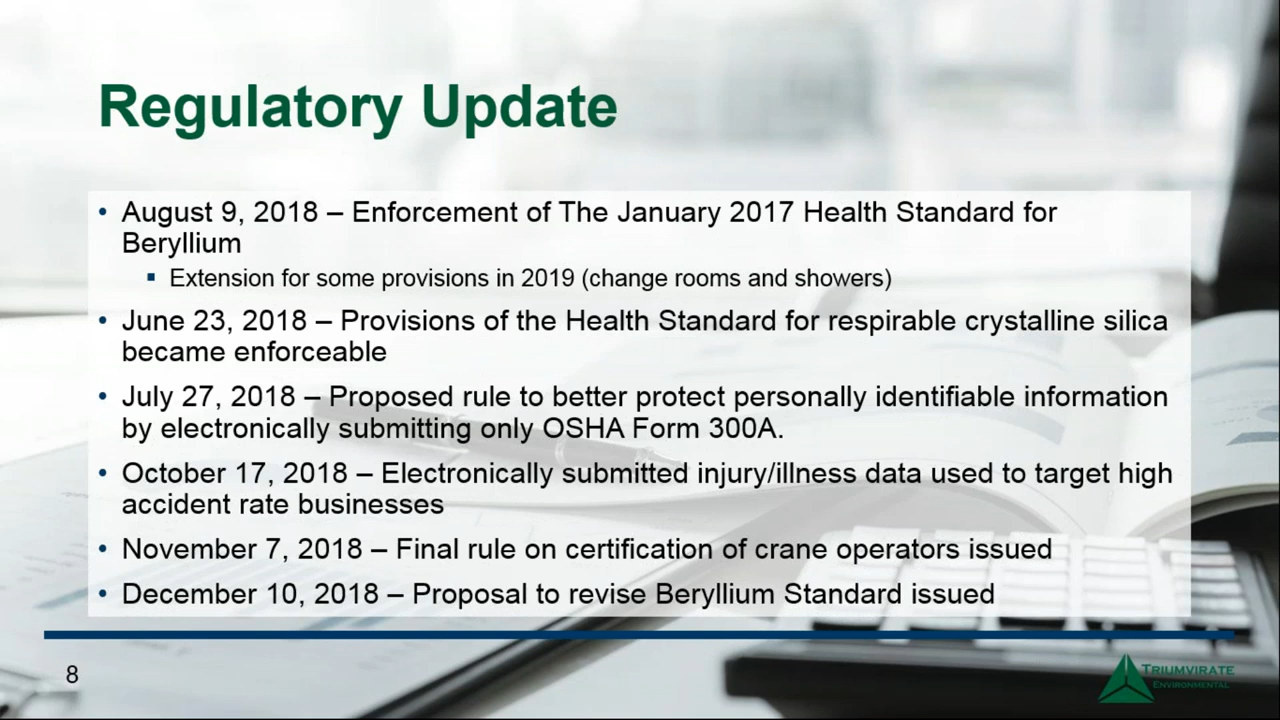 Regulatory Update
• August 9, 2018 – Enforcement of The January 2017 Health Standard for
Beryllium
▪ Extension for some provisions in 2019 (change rooms and showers)
• June 23, 2018 – Provisions of the Health Standard for respirable crystalline silica
became enforceable
• July 27, 2018 – Proposed rule to better protect personally identifiable information
by electronically submitting only OSHA Form 300A.
• October 17, 2018 – Electronically submitted injury/illness data used to target high
accident rate businesses
• November 7, 2018 – Final rule on certification of crane operators issued
• December 10, 2018 – Proposal to revise Beryllium Standard issued
8
TRIUMVIRATE
ENVIRONMENTAL